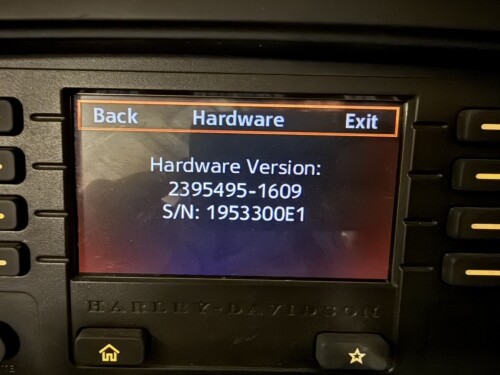 Back Hardware Exit
Hardware Version:
2395495-1609
S/N: 1953300E1
HARLEY-DAVIDSON